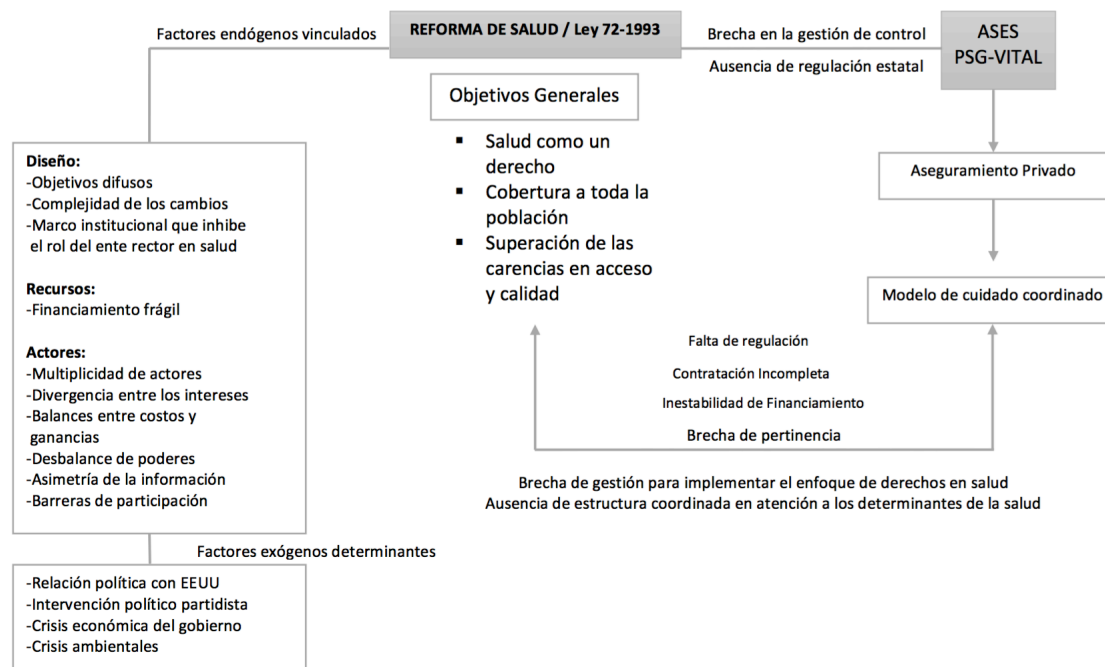 Factores endógenos vinculados
REFORMA DE SALUD / Ley 72-1993
Brecha en la gestión de control
Ausencia de regulación estatal
ASES
PSG-VITAL
Objetivos Generales
▪ Salud como un
derecho
▪ Cobertura a toda la
población
▪ Superación de las
carencias en acceso
y calidad
Diseño:
-Objetivos difusos
-Complejidad de los cambios
-Marco institucional que inhibe
el rol del ente rector en salud
Recursos:
-Financiamiento frágil
Actores:
-Multiplicidad de actores
-Divergencia entre los intereses
-Balances entre costos y
ganancias
-Desbalance de poderes
-Asimetría de la información
-Barreras de participación
Aseguramiento Privado
Modelo de cuidado coordinado
Falta de regulación
Contratación Incompleta
Inestabilidad de Financiamiento
Brecha de pertinencia
Brecha de gestión para implementar el enfoque de derechos en salud
Ausencia de estructura coordinada en atención a los determinantes de la salud
Factores exógenos determinantes
-Relación política con EEUU
-Intervención político partidista
-Crisis económica del gobierno
-Crisis ambientales